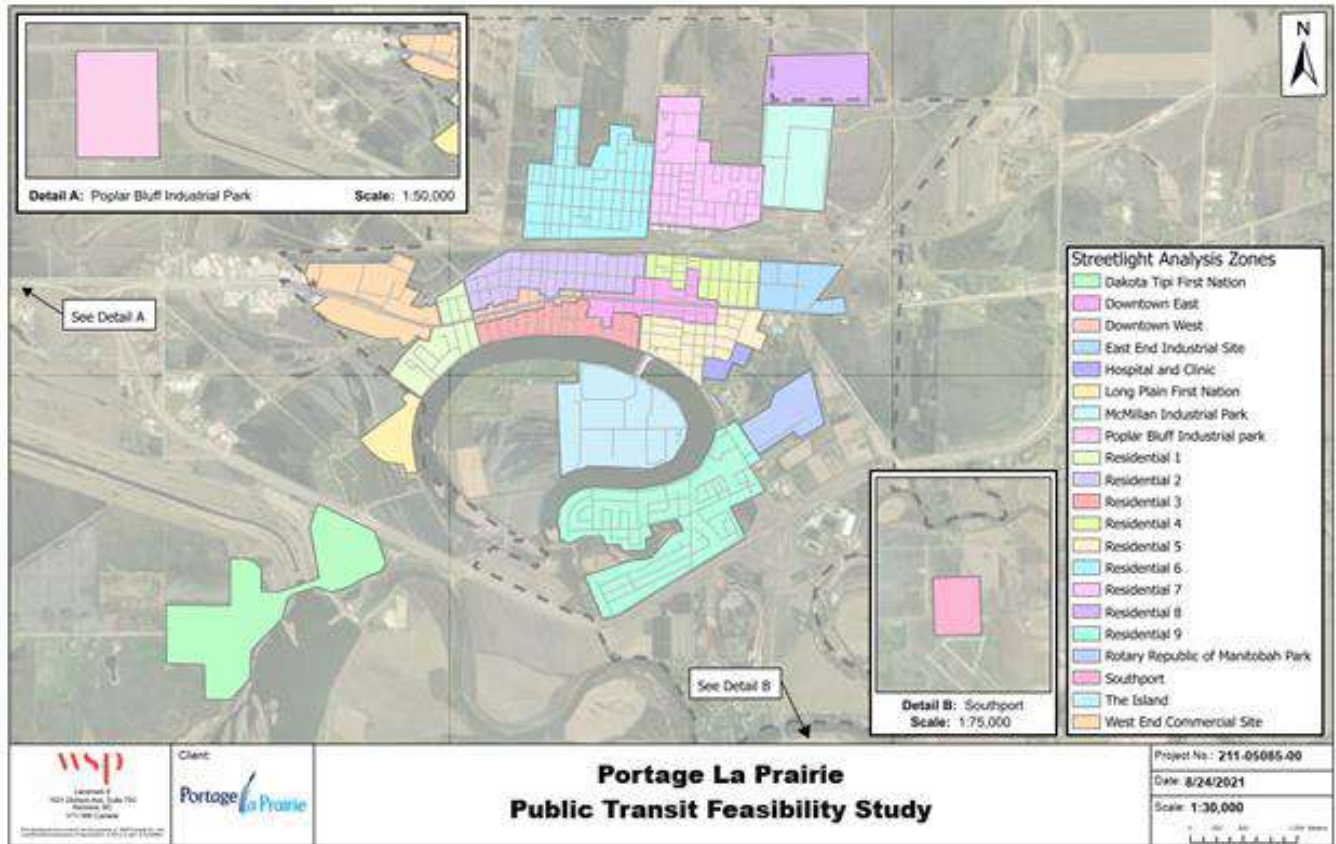 N
Detail A: Poplar Bluff Industrial Park
Scale: 1:50,000
See Detail A
Streetlight Analysis Zones
Dakota Tipi First Nation
Downtown East
Downtown West
East End Industrial Site
Hospital and Clinic
Long Plain First Nation
McMillan Industrial Park
Poplar Bluff Industrial park
Residential 1
Residential 2
Residential 3
Residential 4
Residential 5
Residential 6
Residential 7
Residential 8
Residential 9
Rotary Republic of Manitobah Park
Southport
The Island
West End Commercial Site
See Detail B
Detail B: Southport
Scale: 1:75,000
wsp
Client:
Portage la Prairie
Portage La Prairie
Public Transit Feasibility Study
Project No.: 211-05085-00
Date: 8/24/2021
Scale: 1:30,000